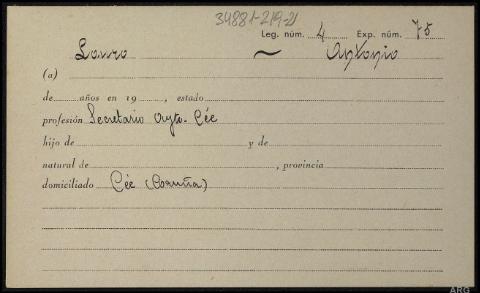 34881-219-21
Leg. núm. 4 Exp. núm. 75
Louro ~ Antonio
(a)
de años en 19 , estado
profesión Secretario Ayto. Cée
hijo de y de
natural de , provincia
domiciliado Cée (Coruña)
ARG